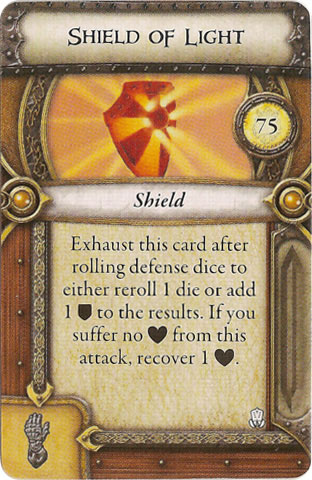 Shield of Light
75
Shield
Exhaust this card after
rolling defense dice to
either reroll 1 die or add
1 to the results. If you
suffer no from this
attack, recover 1 .